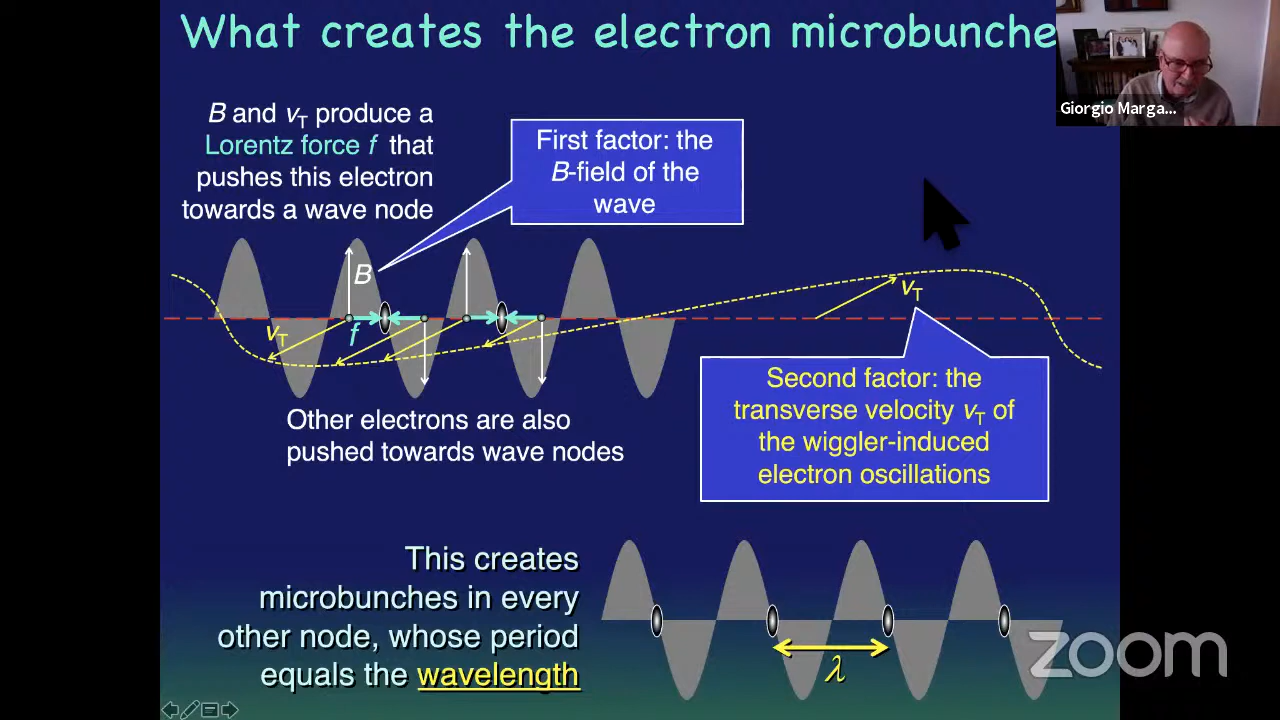 What creates the electron microbunche
Giorgio Marga...
B and vT produce a
Lorentz force f that
pushes this electron
towards a wave node
First factor: the
B-field of the
wave
B
vT
f
vT
Other electrons are also
pushed towards wave nodes
Second factor: the
transverse velocity vT of
the wiggler-induced
electron oscillations
This creates
microbunches in every
other node, whose period
equals the wavelength
λ
zoom